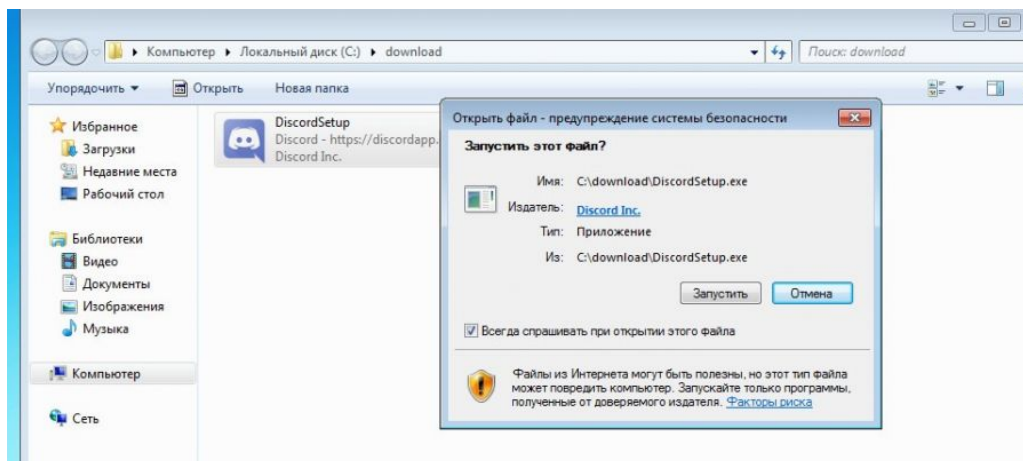 Компьютер ▸ Локальный диск (C:) ▸ download
Поиск: download
Упорядочить
Открыть
Новая папка
Избранное
Загрузки
Недавние места
Рабочий стол
Библиотеки
Видео
Документы
Изображения
Музыка
Компьютер
Сеть
DiscordSetup
Discord - https://discordapp.
Discord Inc.
Открыть файл - предупреждение системы безопасности
Запустить этот файл?
Имя: C:\download\DiscordSetup.exe
Издатель: Discord Inc.
Тип: Приложение
Из: C:\download\DiscordSetup.exe
Запустить
Отмена
Всегда спрашивать при открытии этого файла
Файлы из Интернета могут быть полезны, но этот тип файла
может повредить компьютер. Запускайте только программы,
полученные от доверяемого издателя. Факторы риска